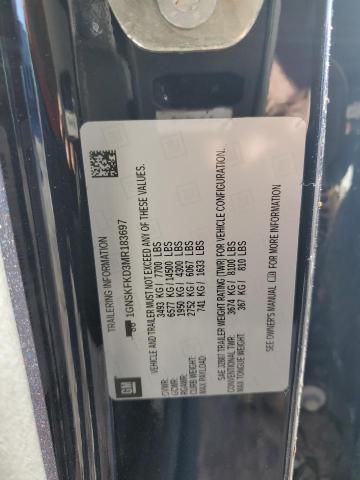 TRAILERING INFORMATION
1GNSKFKD3MR183697
VEHICLE AND TRAILER MUST NOT EXCEED ANY OF THESE VALUES.
GVWR: 3493 KG / 7700 LBS
GCWR: 6577 KG / 14500 LBS
RGAWR: 1950 KG / 4300 LBS
CURB WEIGHT: 2752 KG / 6067 LBS
MAX PAYLOAD: 741 KG / 1633 LBS
SAE J2807 TRAILER WEIGHT RATING (TWR) FOR VEHICLE CONFIGURATION.
CONVENTIONAL TWR: 3674 KG / 8100 LBS
MAX TONGUE WEIGHT: 367 KG / 810 LBS
SEE OWNER'S MANUAL FOR MORE INFORMATION
GM